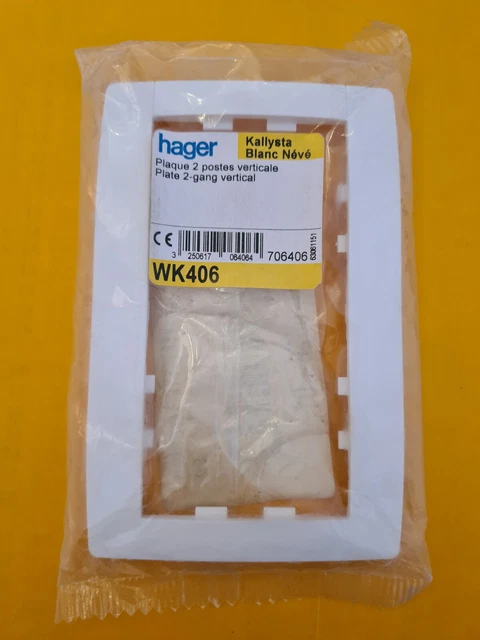 hager
Kallysta
Blanc Névé
Plaque 2 postes verticale
Plate 2-gang vertical
CE
3 250617 064064
706406
63061151
WK406